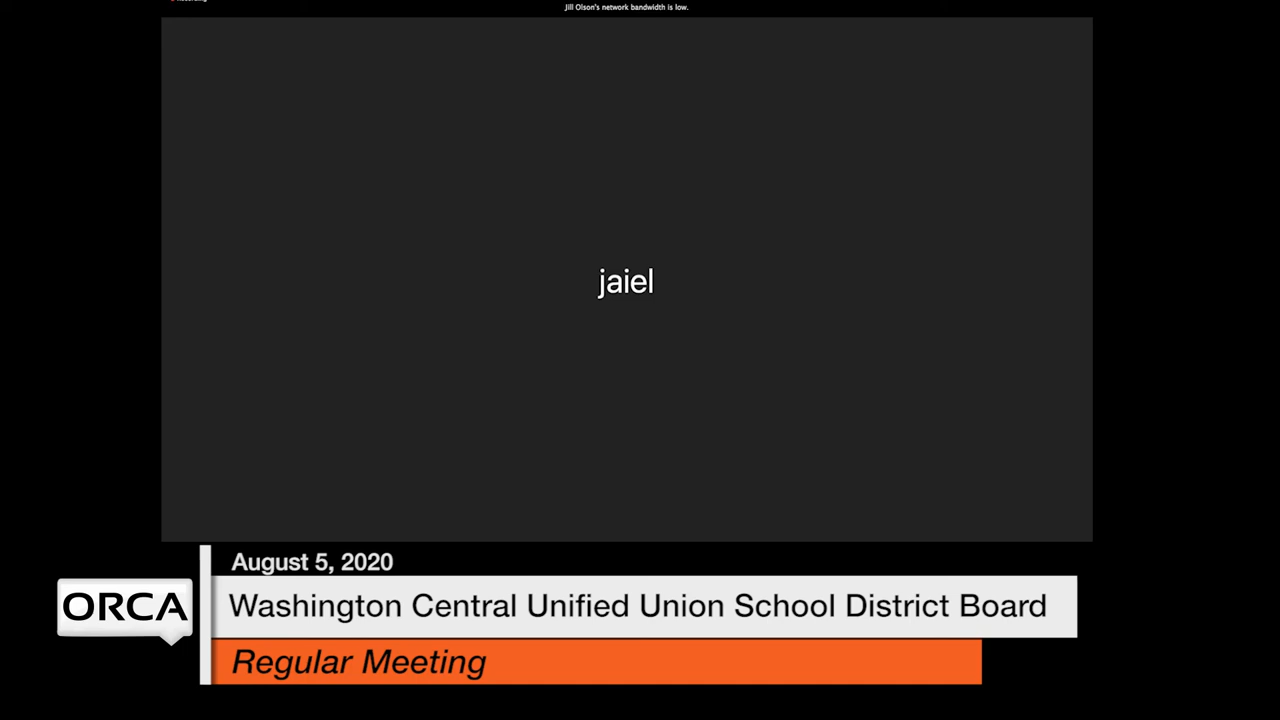 Jill Olson's network bandwidth is low.
jaiel
August 5, 2020
ORCA
Washington Central Unified Union School District Board
Regular Meeting